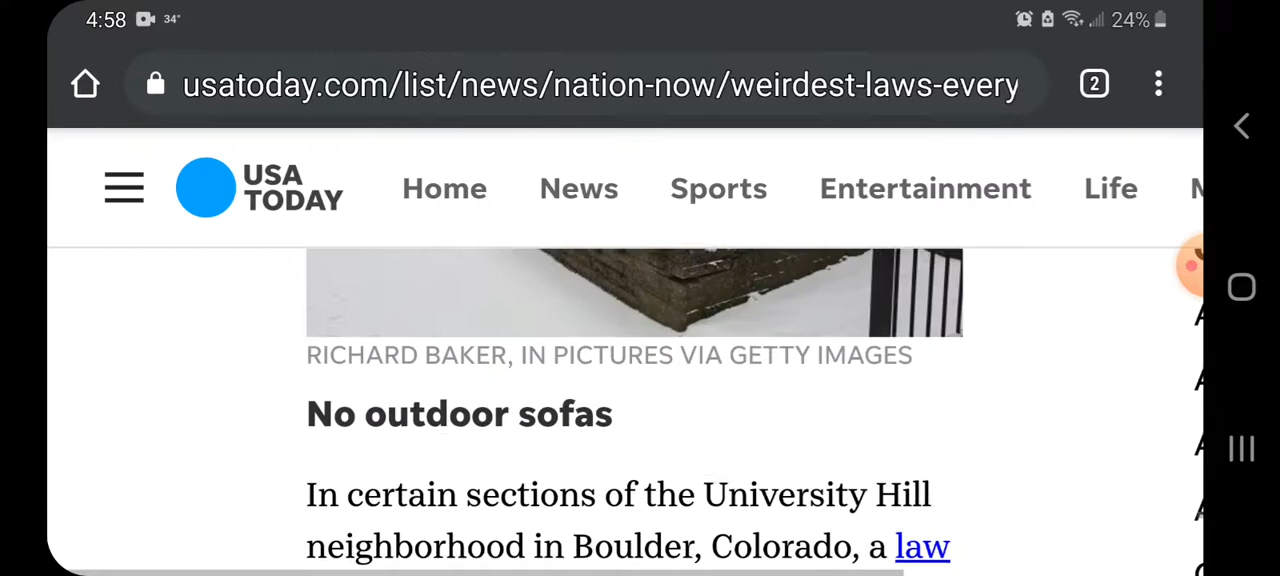 4:58 34°
24%
usatoday.com/list/news/nation-now/weirdest-laws-every
2
USA
TODAY
Home News Sports Entertainment Life
RICHARD BAKER, IN PICTURES VIA GETTY IMAGES
No outdoor sofas
In certain sections of the University Hill
neighborhood in Boulder, Colorado, a law